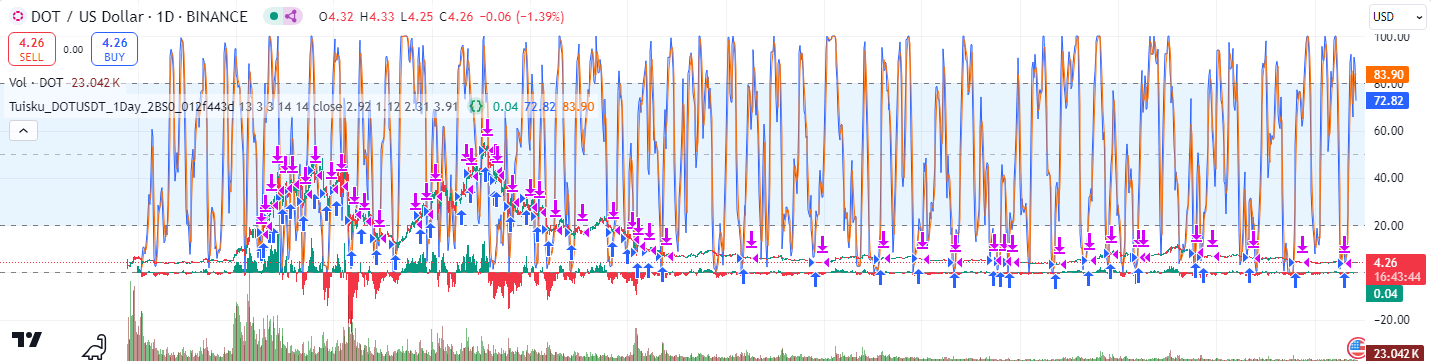 DOT / US Dollar · 1D · BINANCE O4.32 H4.33 L4.25 C4.26 −0.06 (−1.39%) USD
4.26 SELL 0.00 4.26 BUY
Vol · DOT 23.042 K
Tuisku_DOTUSDT_1Day_2BS0_012f443d 13 3 3 14 14 close 2.92 1.12 2.31 3.91 0.04 72.82 83.90
100.00
83.90
80.00
72.82
60.00
40.00
20.00
4.26
16:43:44
0.04
−20.00
23.042 K